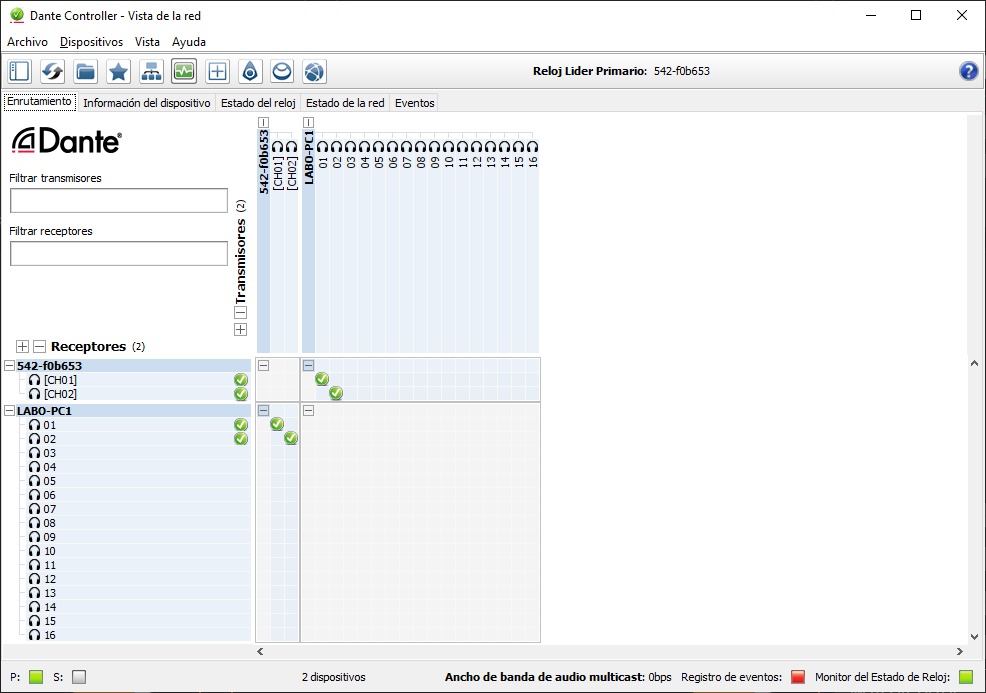 Dante Controller - Vista de la red
Archivo Dispositivos Vista Ayuda
Reloj Lider Primario: 542-f0b653
?
Enrutamiento Información del dispositivo Estado del reloj Estado de la red Eventos
Dante®
Filtrar transmisores
Filtrar receptores
Transmisores (2)
542-f0b653
[CH01]
[CH02]
LABO-PC1
01
02
03
04
05
06
07
08
09
10
11
12
13
14
15
16
Receptores (2)
542-f0b653
[CH01]
[CH02]
LABO-PC1
01
02
03
04
05
06
07
08
09
10
11
12
13
14
15
16
P: S: 2 dispositivos Ancho de banda de audio multicast: 0bps Registro de eventos: Monitor del Estado de Reloj: